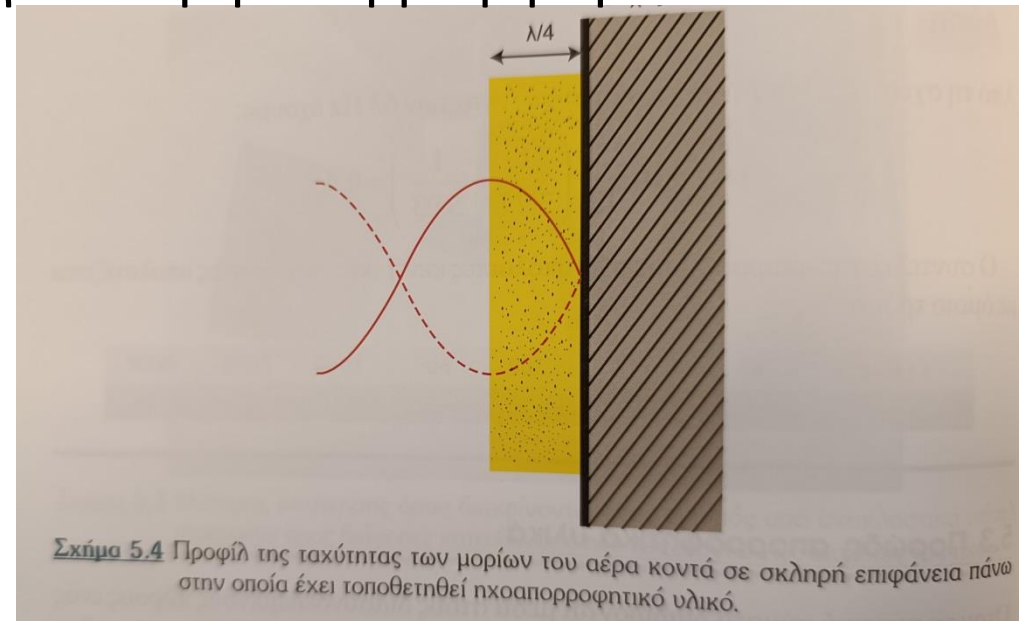 λ/4
Σχήμα 5.4 Προφίλ της ταχύτητας των μορίων του αέρα κοντά σε σκληρή επιφάνεια πάνω
στην οποία έχει τοποθετηθεί ηχοαπορροφητικό υλικό.